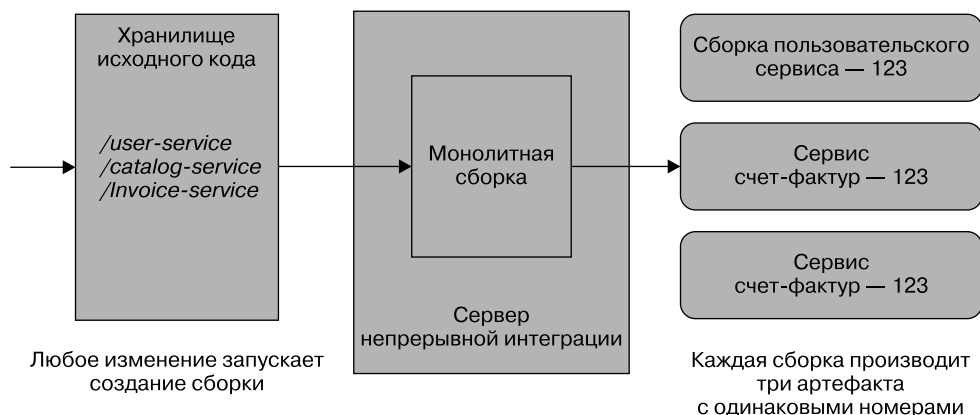 Хранилище
исходного кода
/user-service
/catalog-service
/Invoice-service
Любое изменение запускает
создание сборки
Монолитная
сборка
Сервер
непрерывной интеграции
Сборка пользовательского
сервиса — 123
Сервис
счет-фактур — 123
Сервис
счет-фактур — 123
Каждая сборка производит
три артефакта
с одинаковыми номерами